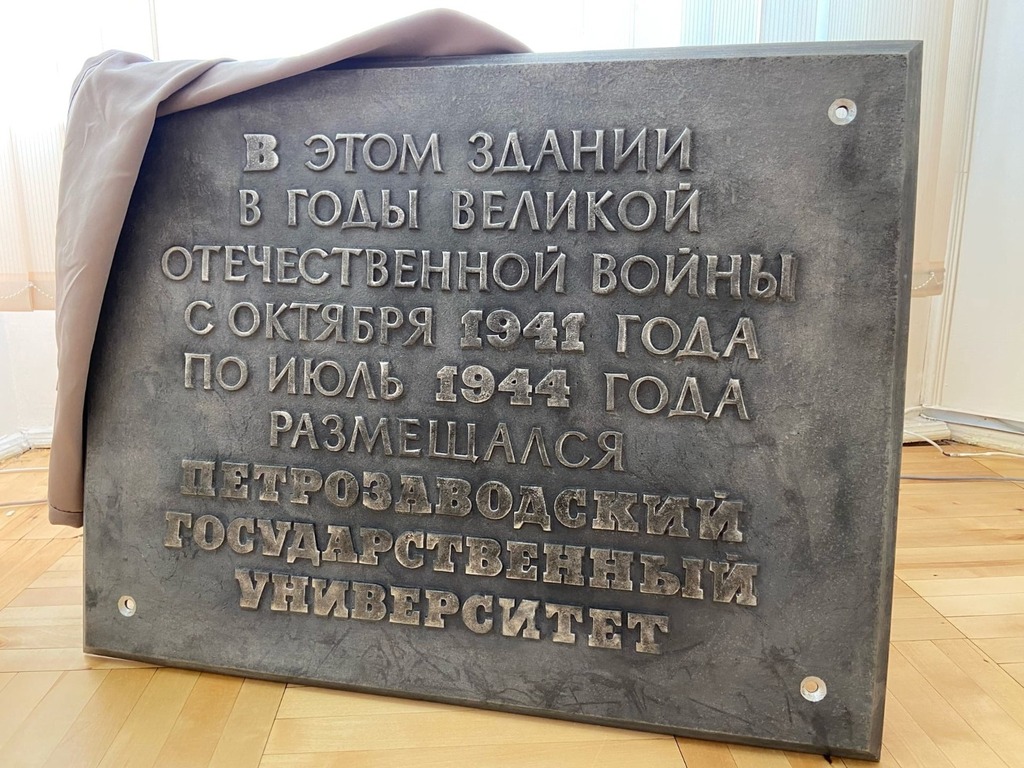 В ЭТОМ ЗДАНИИ
В ГОДЫ ВЕЛИКОЙ
ОТЕЧЕСТВЕННОЙ ВОЙНЫ
С ОКТЯБРЯ 1941 ГОДА
ПО ИЮЛЬ 1944 ГОДА
РАЗМЕЩАЛСЯ
ПЕТРОЗАВОДСКИЙ
ГОСУДАРСТВЕННЫЙ
УНИВЕРСИТЕТ